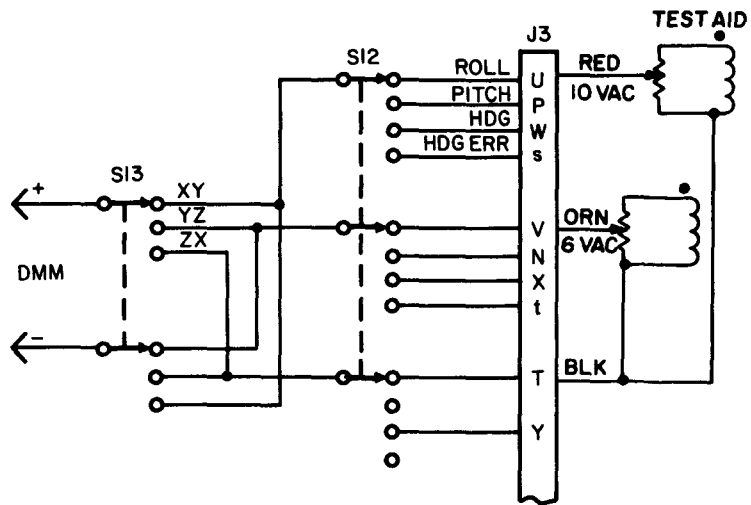 TEST AID
J3
S12
ROLL U RED
10 VAC
PITCH P
HDG W
HDG ERR s
S13
+ XY
YZ
ZX
V ORN
6 VAC
N
DMM
X
t
-
T BLK
Y